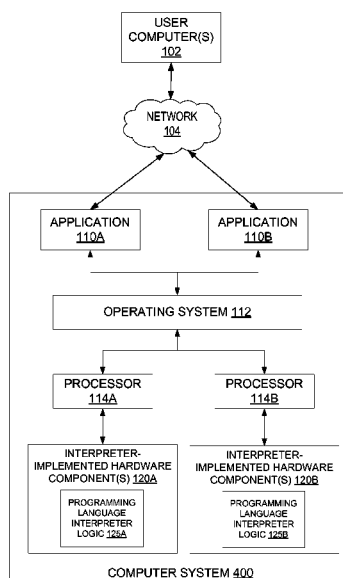 USER
COMPUTER(S)
102
NETWORK
104
APPLICATION
110A
APPLICATION
110B
OPERATING SYSTEM 112
PROCESSOR
114A
PROCESSOR
114B
INTERPRETER-
IMPLEMENTED HARDWARE
COMPONENT(S) 120A
PROGRAMMING
LANGUAGE
INTERPRETER
LOGIC 125A
INTERPRETER-
IMPLEMENTED HARDWARE
COMPONENT(S) 120B
PROGRAMMING
LANGUAGE
INTERPRETER
LOGIC 125B
COMPUTER SYSTEM 400